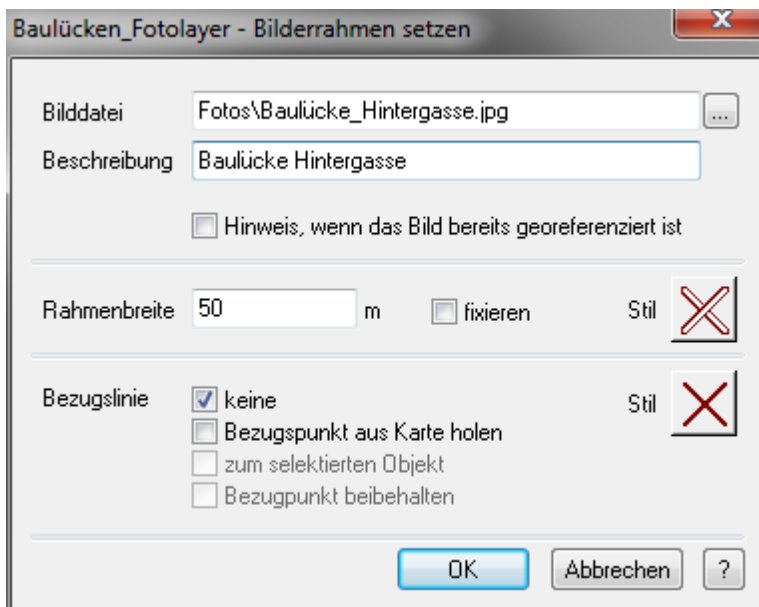 Baulücken_Fotolayer - Bilderrahmen setzen
X
Bilddatei Fotos\Baulücke_Hintergasse.jpg ...
Beschreibung Baulücke Hintergasse
Hinweis, wenn das Bild bereits georeferenziert ist
Rahmenbreite 50 m fixieren Stil
Bezugslinie keine Stil
Bezugspunkt aus Karte holen
zum selektierten Objekt
Bezugpunkt beibehalten
OK Abbrechen ?